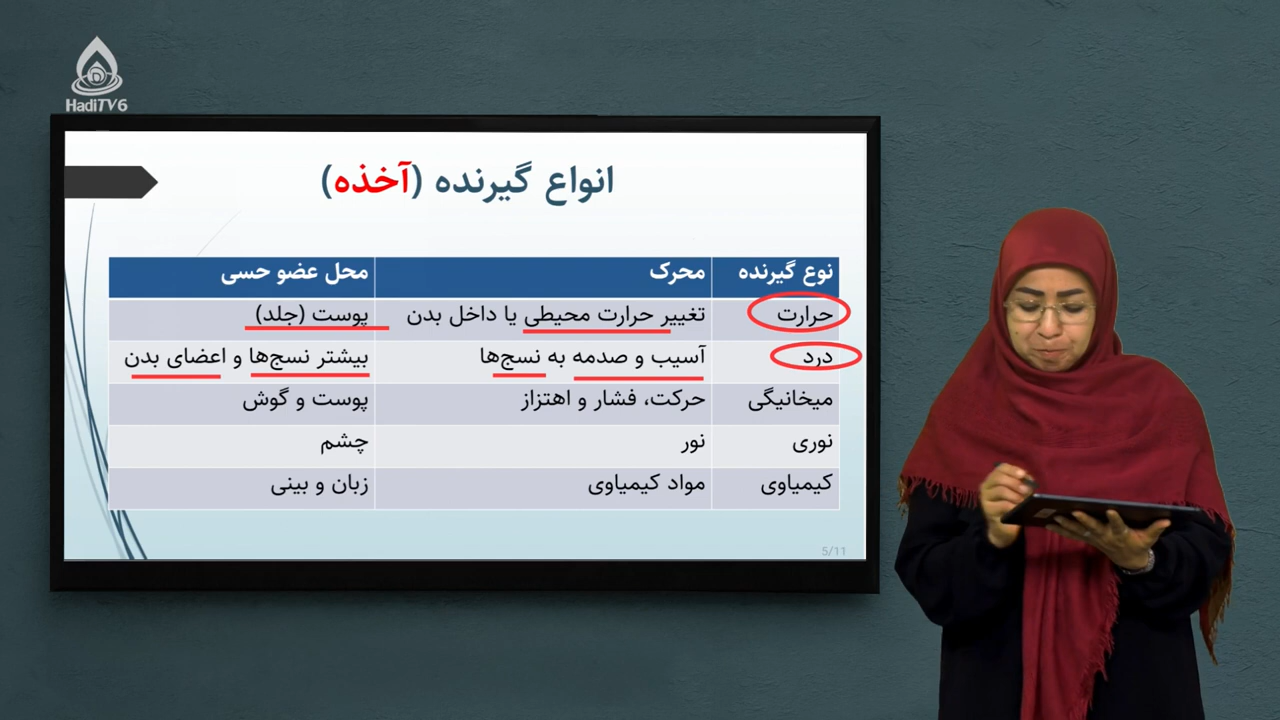 HadiTV6
انواع گیرنده (آخذه)
نوع گیرنده محرک محل عضو حسی
حرارت تغییر حرارت محیطی یا داخل بدن پوست (جلد)
درد آسیب و صدمه به نسج‌ها بیشتر نسج‌ها و اعضای بدن
میخانیگی حرکت، فشار و اهتزاز پوست و گوش
نوری نور چشم
کیمیاوی مواد کیمیاوی زبان و بینی
5/11